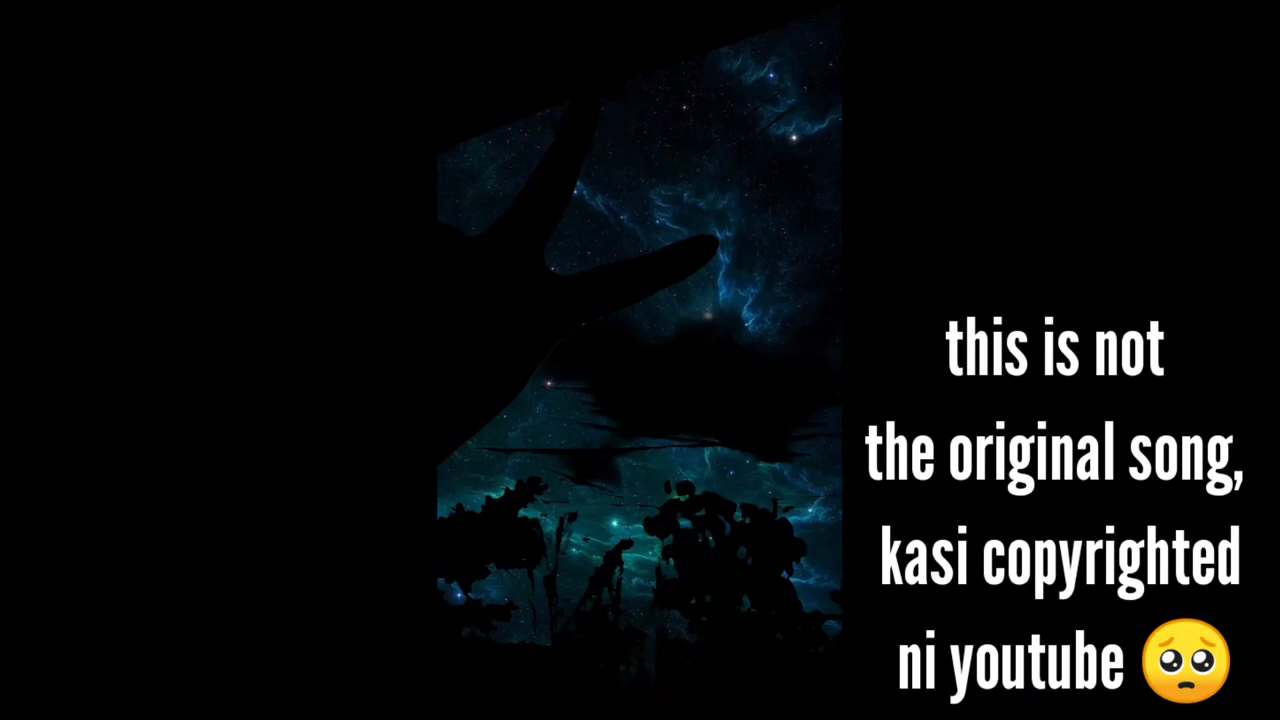 this is not
the original song,
kasi copyrighted
ni youtube 🥺